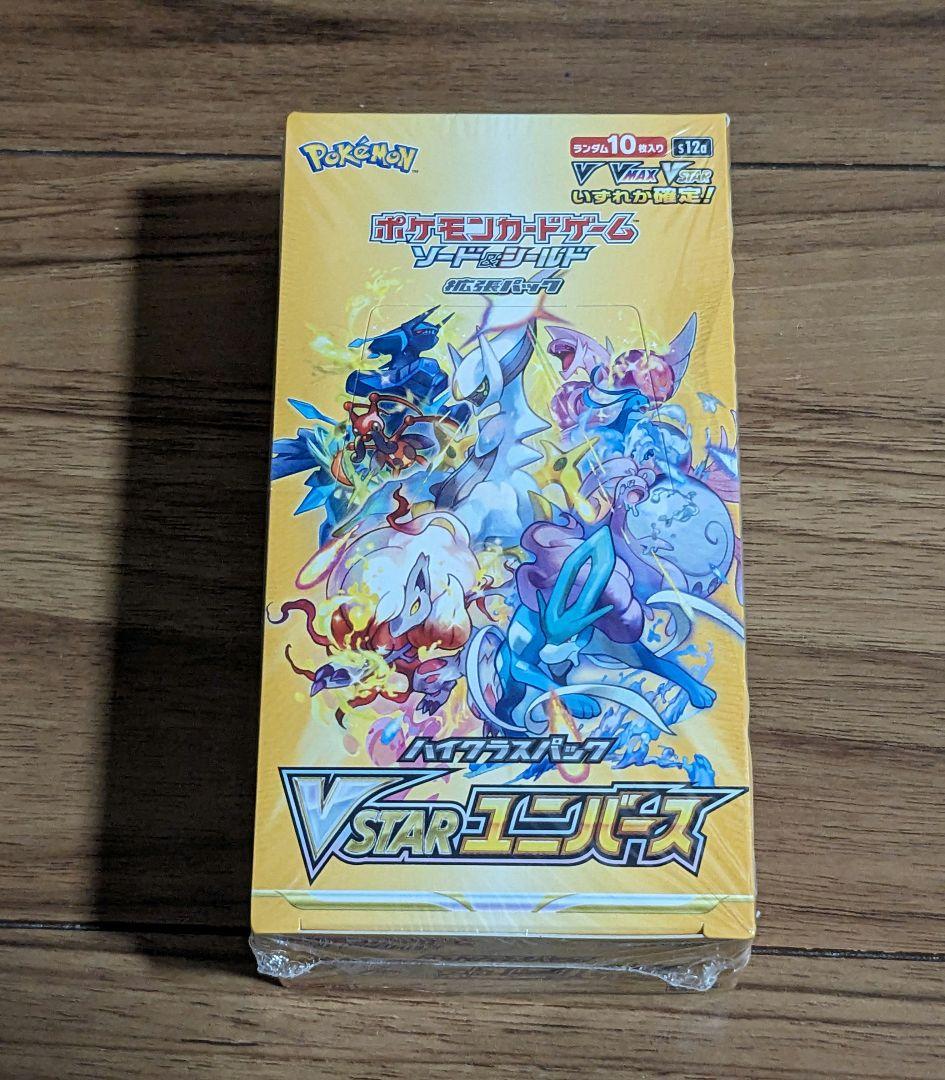 Pokémon™
ランダム10枚入り s12a
V VMAX VSTAR
いずれか確定!
ポケモンカードゲーム
ソード&シールド
拡張パック
ハイクラスパック
VSTARユニバース